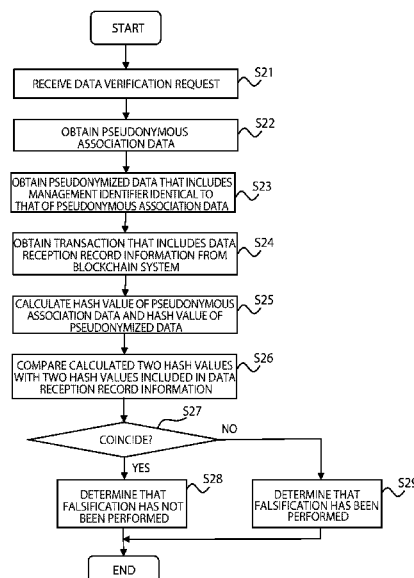 START
S21
RECEIVE DATA VERIFICATION REQUEST
S22
OBTAIN PSEUDONYMOUS
ASSOCIATION DATA
S23
OBTAIN PSEUDONYMIZED DATA THAT INCLUDES
MANAGEMENT IDENTIFIER IDENTICAL TO
THAT OF PSEUDONYMOUS ASSOCIATION DATA
S24
OBTAIN TRANSACTION THAT INCLUDES DATA
RECEPTION RECORD INFORMATION FROM
BLOCKCHAIN SYSTEM
S25
CALCULATE HASH VALUE OF PSEUDONYMOUS
ASSOCIATION DATA AND HASH VALUE OF
PSEUDONYMIZED DATA
S26
COMPARE CALCULATED TWO HASH VALUES
WITH TWO HASH VALUES INCLUDED IN DATA
RECEPTION RECORD INFORMATION
S27
COINCIDE?
NO
YES
S28
DETERMINE THAT
FALSIFICATION HAS NOT
BEEN PERFORMED
S29
DETERMINE THAT
FALSIFICATION HAS BEEN
PERFORMED
END